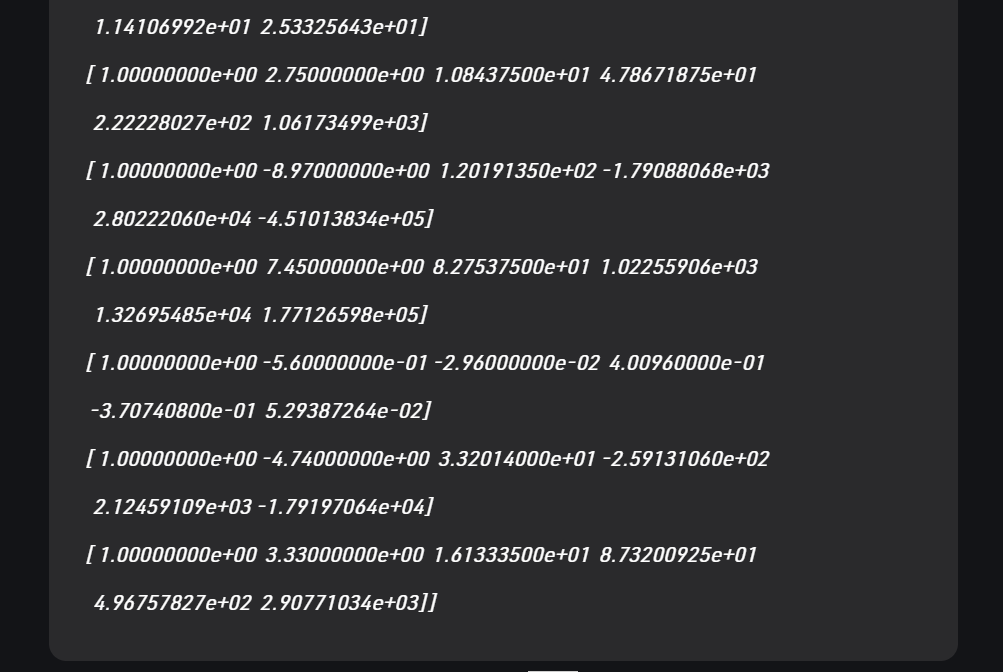 1.14106992e+01 2.53325643e+01]
[ 1.00000000e+00 2.75000000e+00 1.08437500e+01 4.78671875e+01
2.22228027e+02 1.06173499e+03]
[ 1.00000000e+00 -8.97000000e+00 1.20191350e+02 -1.79088068e+03
2.80222060e+04 -4.51013834e+05]
[ 1.00000000e+00 7.45000000e+00 8.27537500e+01 1.02255906e+03
1.32695485e+04 1.77126598e+05]
[ 1.00000000e+00 -5.60000000e-01 -2.96000000e-02 4.00960000e-01
-3.70740800e-01 5.29387264e-02]
[ 1.00000000e+00 -4.74000000e+00 3.32014000e+01 -2.59131060e+02
2.12459109e+03 -1.79197064e+04]
[ 1.00000000e+00 3.33000000e+00 1.61333500e+01 8.73200925e+01
4.96757827e+02 2.90771034e+03]]